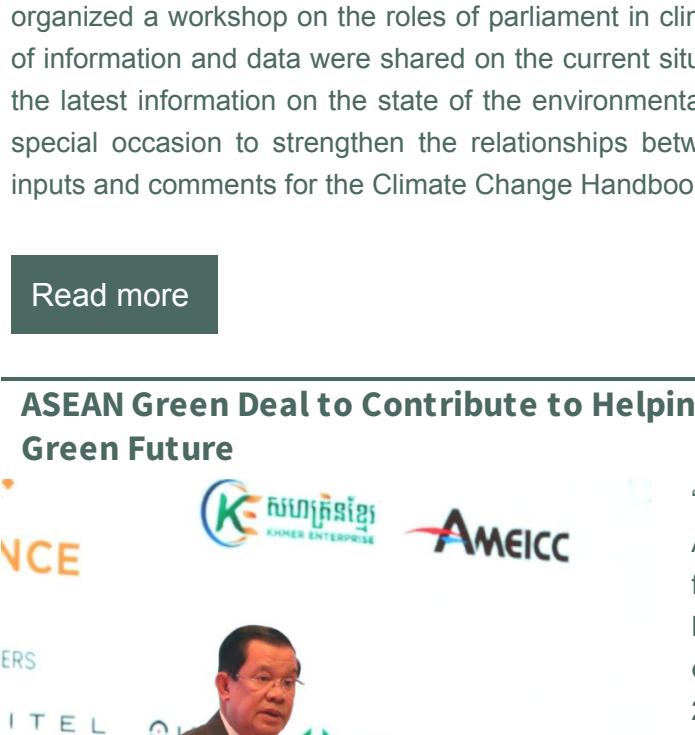 organized a workshop on the roles of parliament in clim
of information and data were shared on the current situ
the latest information on the state of the environmenta
special occasion to strengthen the relationships betw
inputs and comments for the Climate Change Handboo
Read more
ASEAN Green Deal to Contribute to Helpin
Green Future
សហគ្រិនខ្មែរ
KHMER ENTERPRISE
AMEICC
NCE
ERS
ITEL